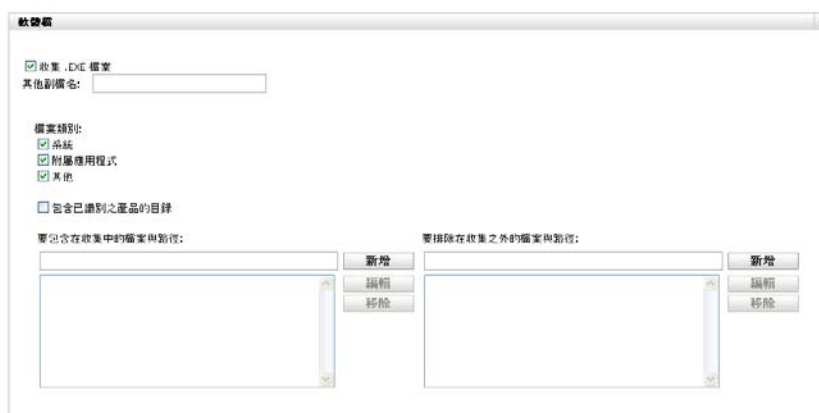 軟體檔
收集 .EXE 檔案
其他副檔名:
檔案類別:
系統
附屬應用程式
其他
包含已識別之產品的目錄
要包含在收集中的檔案與路徑:
要排除在收集之外的檔案與路徑:
新增
新增
編輯
編輯
移除
移除